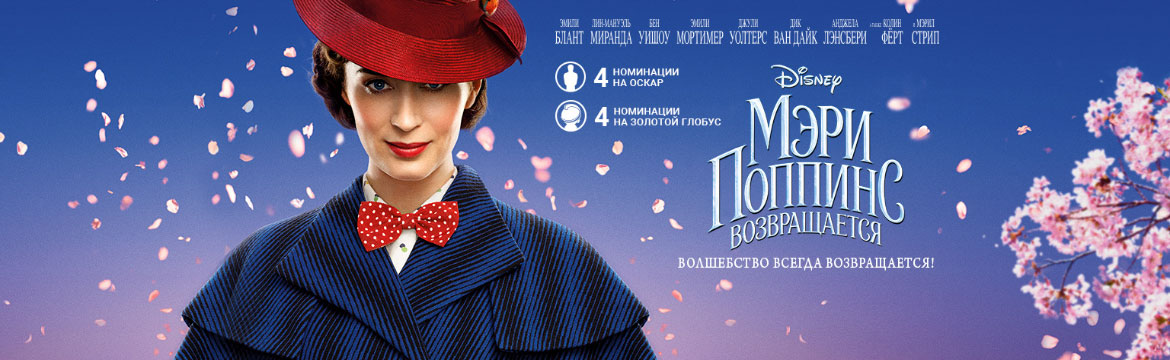 ЭМИЛИ БЛАНТ ЛИН-МАНУЭЛЬ МИРАНДА БЕН УИШОУ ЭМИЛИ МОРТИМЕР ДЖУЛИ УОЛТЕРС ДИК ВАН ДАЙК АНДЖЕЛА ЛЭНСБЕРИ КОЛИН ФЁРТ И МЭРИЛ СТРИП
4 НОМИНАЦИИ
НА ОСКАР
4 НОМИНАЦИИ
НА ЗОЛОТОЙ ГЛОБУС
Disney
МЭРИ
ПОППИНС
ВОЗВРАЩАЕТСЯ
ВОЛШЕБСТВО ВСЕГДА ВОЗВРАЩАЕТСЯ!